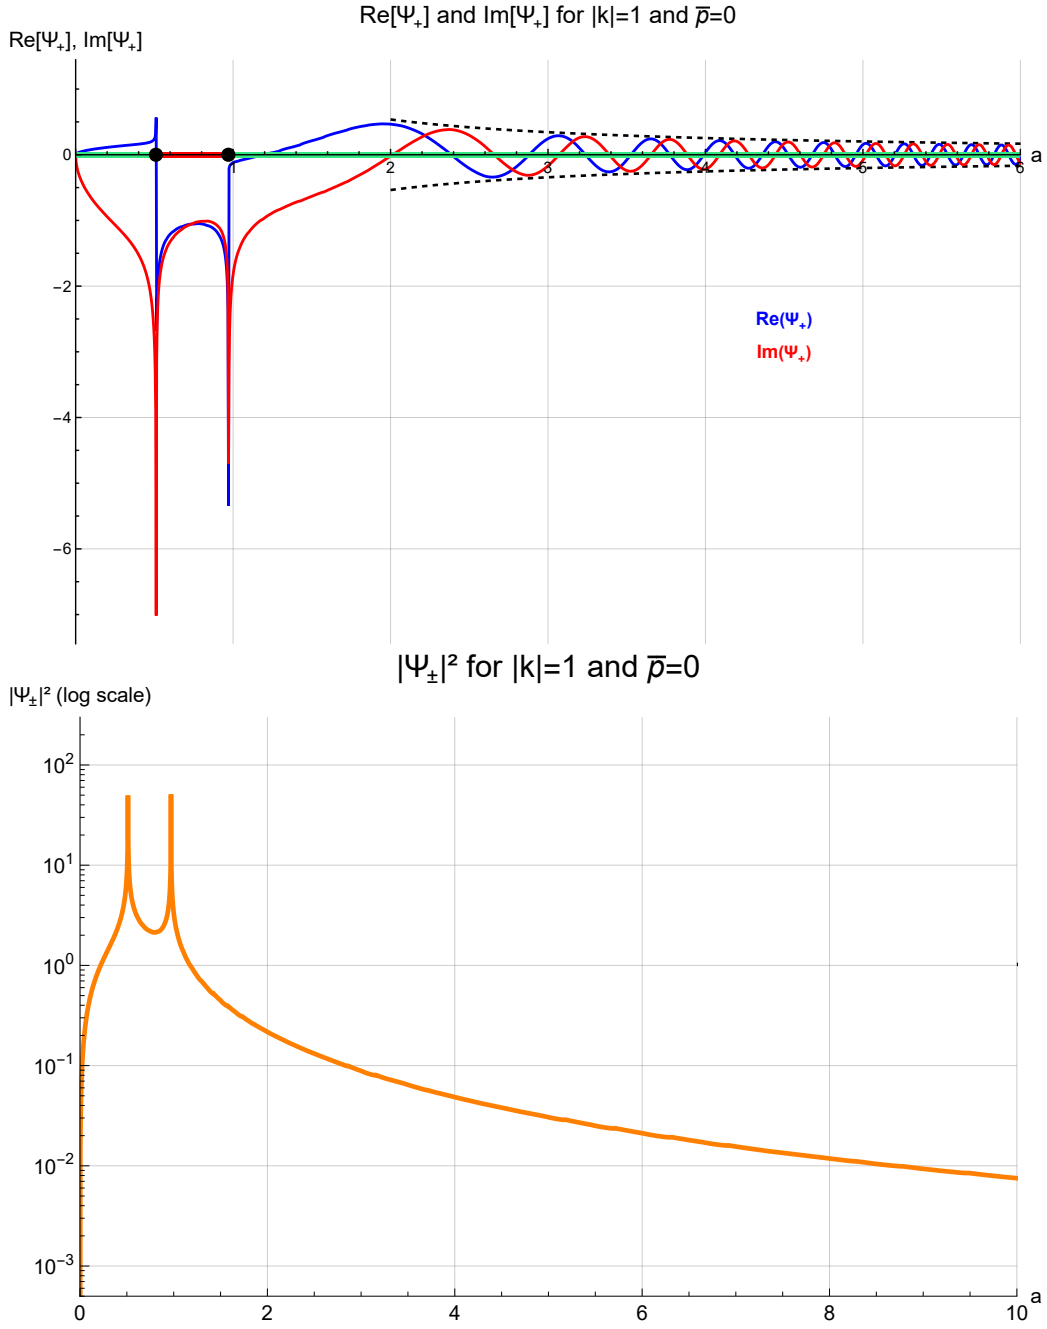 Re[Ψ₊] and Im[Ψ₊] for |k|=1 and p̅=0
Re[Ψ₊], Im[Ψ₊]
0
2
2
3
4
5
6
a
−2
−4
−6
Re(Ψ₊)
Im(Ψ₊)
|Ψ±|² for |k|=1 and p̅=0
|Ψ±|² (log scale)
10²
10¹
10⁰
10⁻¹
10⁻²
10⁻³
0 2 4 6 8 10 a